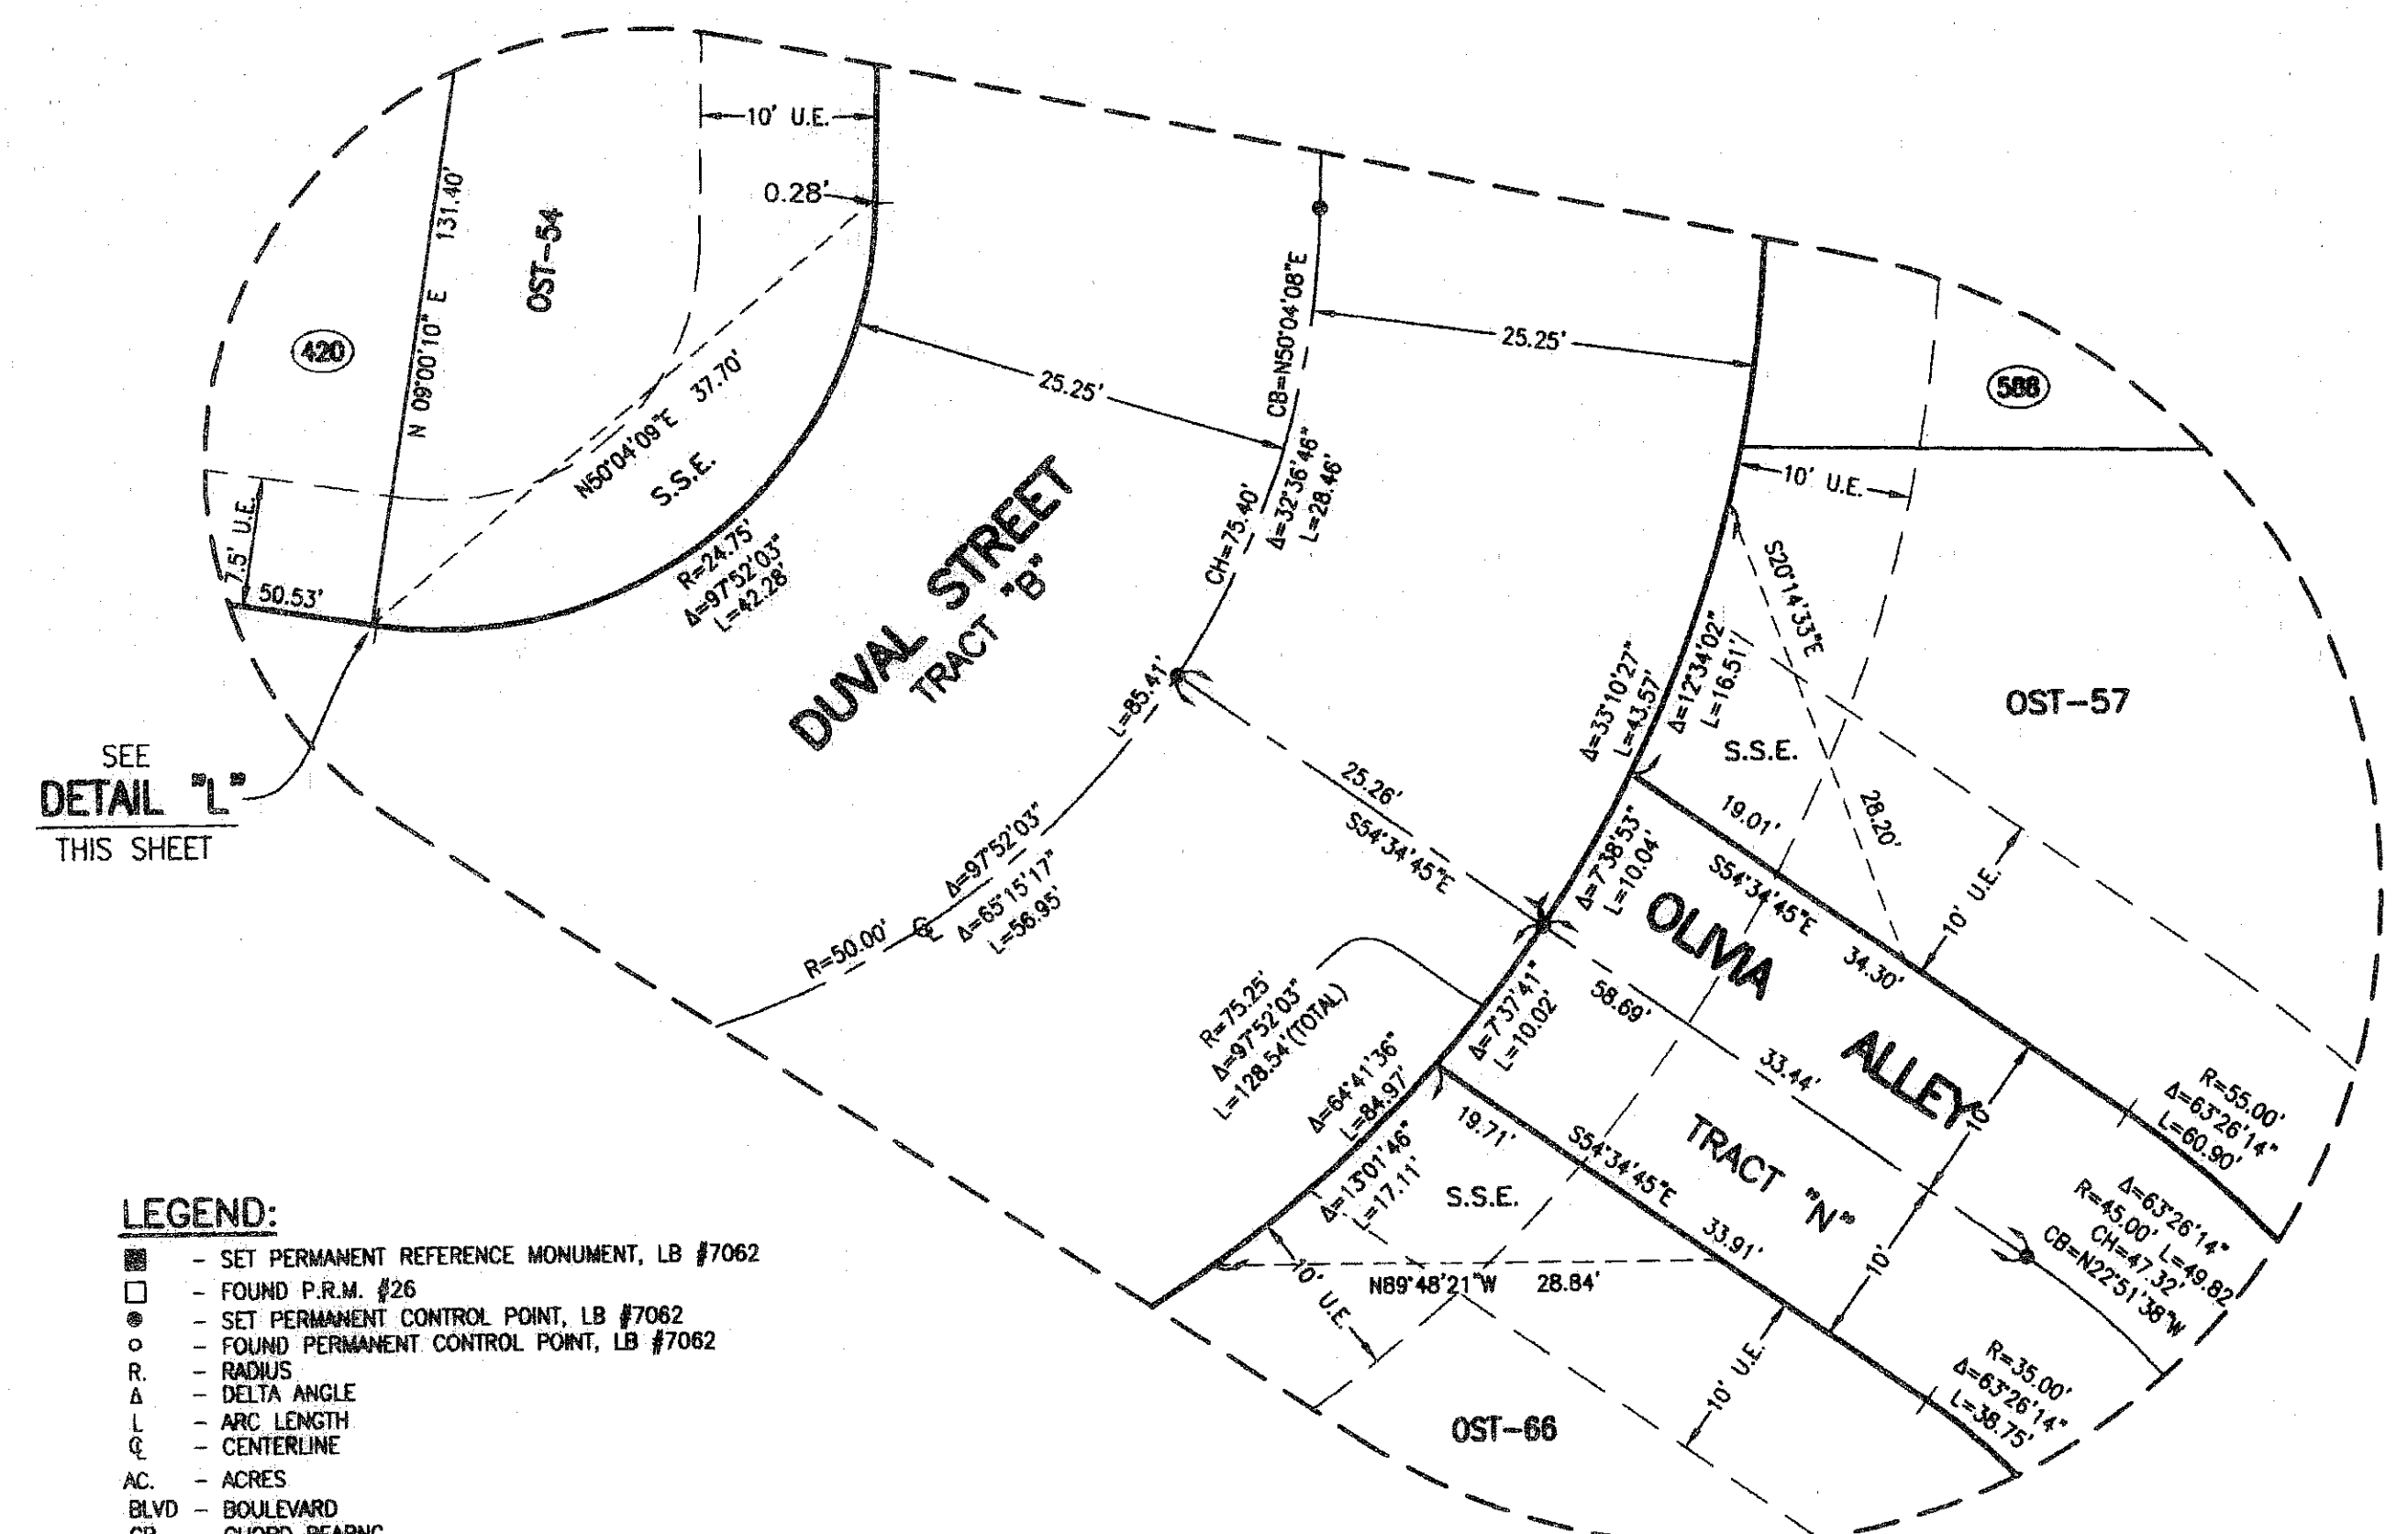 10' U.E.
0.28'
N 09°00'10" E 131.40'
OST-54
420
N50°04'09"E 37.70'
S.S.E.
7.5' U.E.
50.53'
R=24.75'
Δ=97°52'03"
L=42.28'
25.25'
CB=N50°04'08"E
CH=75.40'
Δ=32°36'46"
L=28.46'
25.25'
588
10' U.E.
S20°14'33"E
28.20'
DUVAL STREET
TRACT "B"
L=85.41'
Δ=97°52'03"
R=50.00'
℄
Δ=65°15'17"
L=56.95'
SEE
DETAIL "L"
THIS SHEET
25.26'
S54°34'45"E
Δ=33°10'27"
L=43.57'
Δ=12°34'02"
L=16.51'
S.S.E.
OST-57
19.01'
S54°34'45"E
34.30'
10' U.E.
Δ=7°38'53"
L=10.04'
OLIVIA ALLEY
TRACT "N"
58.69'
33.44'
R=75.25'
Δ=97°52'03"
L=128.54'(TOTAL)
Δ=7°37'41"
L=10.02'
Δ=64°41'36"
L=84.97'
Δ=13°01'46"
L=17.11'
19.71'
S54°34'45"E
33.91'
S.S.E.
N89°48'21"W 28.84'
10' U.E.
10' U.E.
10'
10'
R=55.00'
Δ=63°26'14"
L=60.90'
Δ=63°26'14"
R=45.00' L=49.82'
CH=47.32'
CB=N22°51'38"W
R=35.00'
Δ=63°26'14"
L=38.75'
OST-66
LEGEND:
- SET PERMANENT REFERENCE MONUMENT, LB #7062
- FOUND P.R.M. #26
- SET PERMANENT CONTROL POINT, LB #7062
- FOUND PERMANENT CONTROL POINT, LB #7062
R. - RADIUS
Δ - DELTA ANGLE
L - ARC LENGTH
℄ - CENTERLINE
AC. - ACRES
BLVD - BOULEVARD
CB - CHORD BEARNG